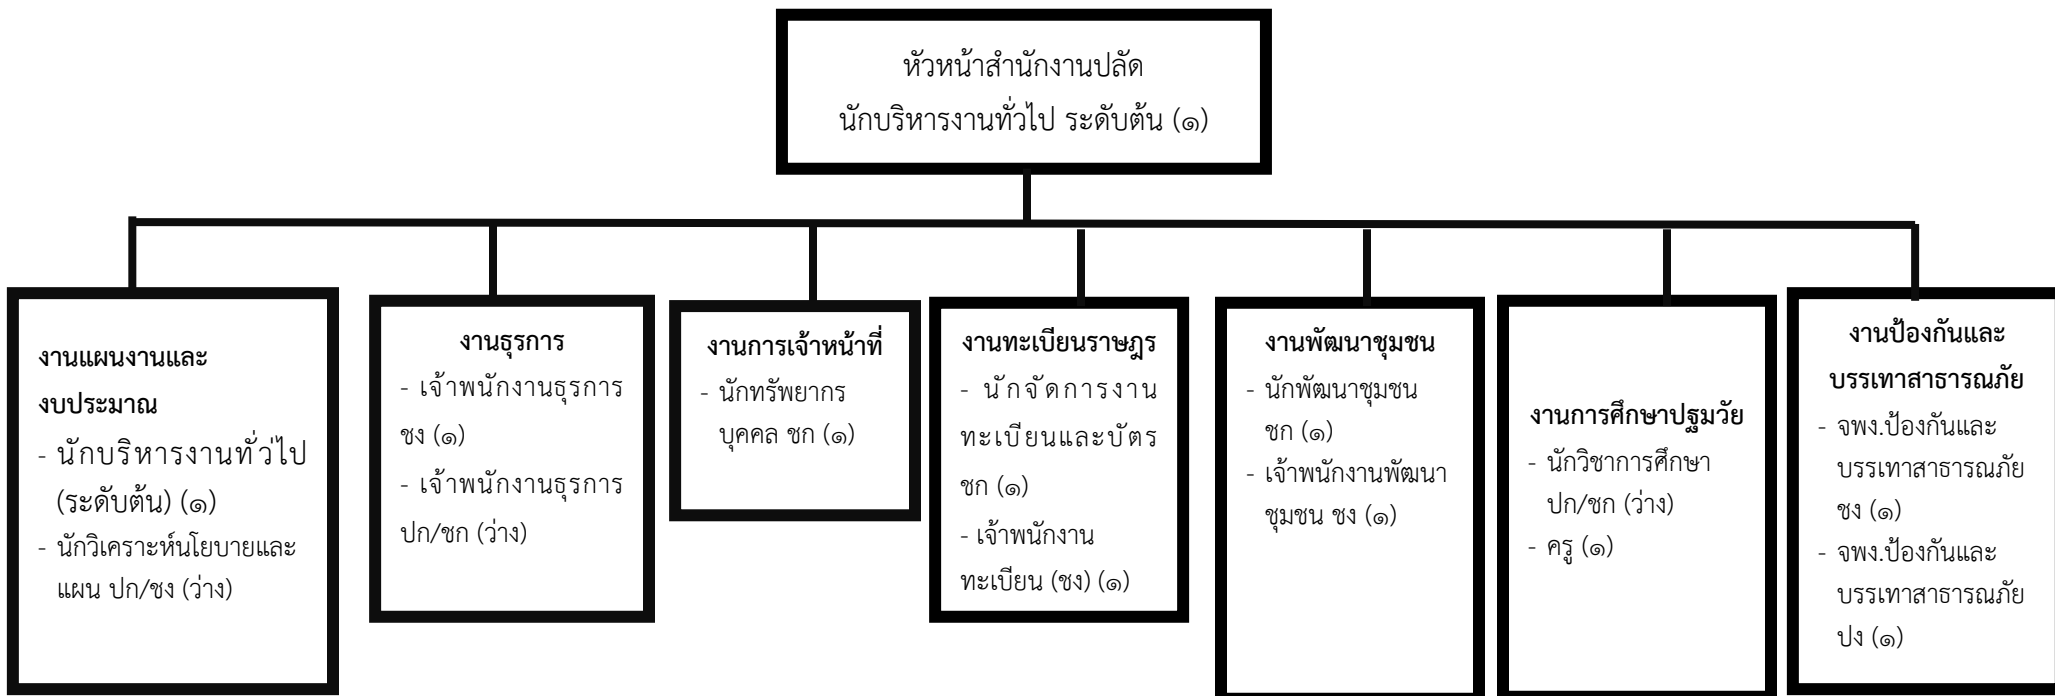 หัวหน้าสำนักงานปลัด
นักบริหารงานทั่วไป ระดับต้น (๑)
งานแผนงานและ
งบประมาณ
- นักบริหารงานทั่วไป
(ระดับต้น) (๑)
- นักวิเคราะห์นโยบายและ
แผน ปก/ชง (ว่าง)
งานธุรการ
- เจ้าพนักงานธุรการ
ชง (๑)
- เจ้าพนักงานธุรการ
ปก/ชก (ว่าง)
งานการเจ้าหน้าที่
- นักทรัพยากร
บุคคล ชก (๑)
งานทะเบียนราษฎร
- นักจัดการงาน
ทะเบียนและบัตร
ชก (๑)
- เจ้าพนักงาน
ทะเบียน (ชง) (๑)
งานพัฒนาชุมชน
- นักพัฒนาชุมชน
ชก (๑)
- เจ้าพนักงานพัฒนา
ชุมชน ชง (๑)
งานการศึกษาปฐมวัย
- นักวิชาการศึกษา
ปก/ชก (ว่าง)
- ครู (๑)
งานป้องกันและ
บรรเทาสาธารณภัย
- จพง.ป้องกันและ
บรรเทาสาธารณภัย
ชง (๑)
- จพง.ป้องกันและ
บรรเทาสาธารณภัย
ปง (๑)